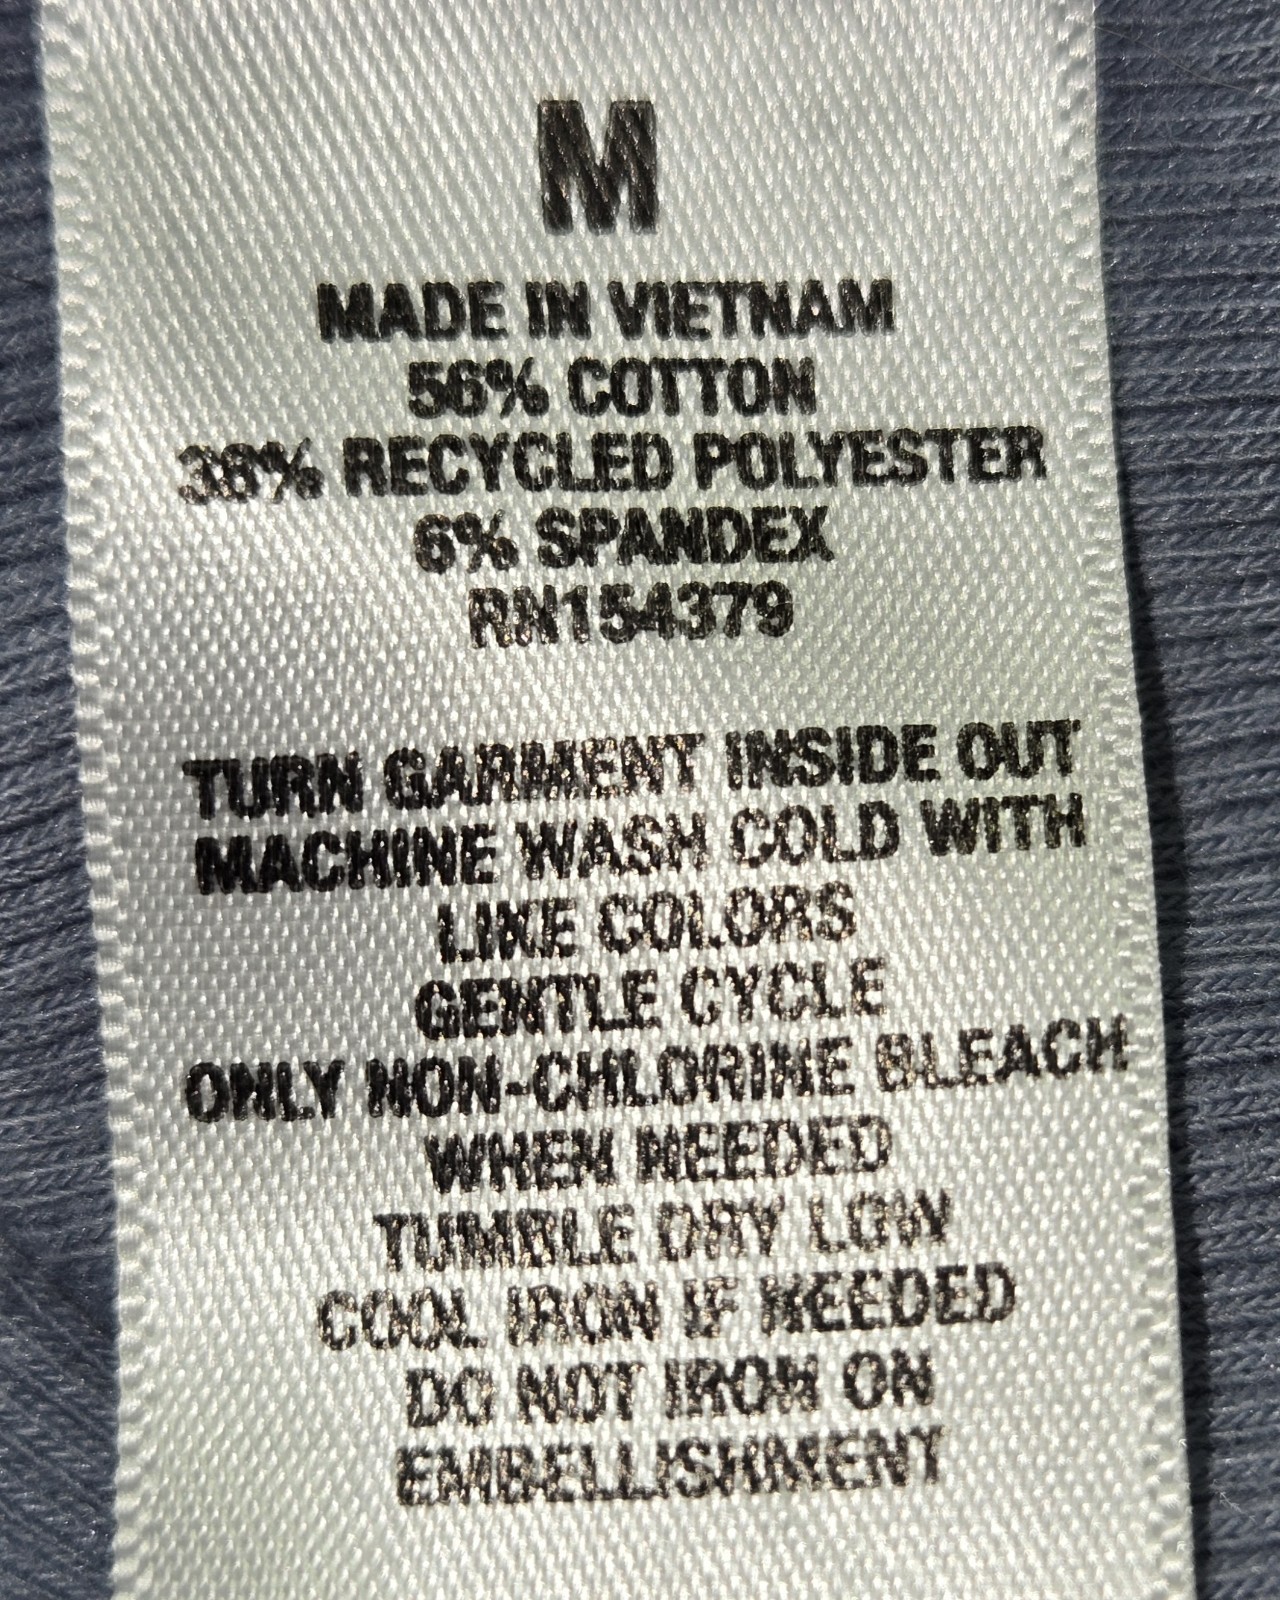 M
MADE IN VIETNAM
56% COTTON
38% RECYCLED POLYESTER
6% SPANDEX
RN154379
TURN GARMENT INSIDE OUT
MACHINE WASH COLD WITH
LIKE COLORS
GENTLE CYCLE
ONLY NON-CHLORINE BLEACH
WHEN NEEDED
TUMBLE DRY LOW
COOL IRON IF NEEDED
DO NOT IRON ON
EMBELLISHMENT